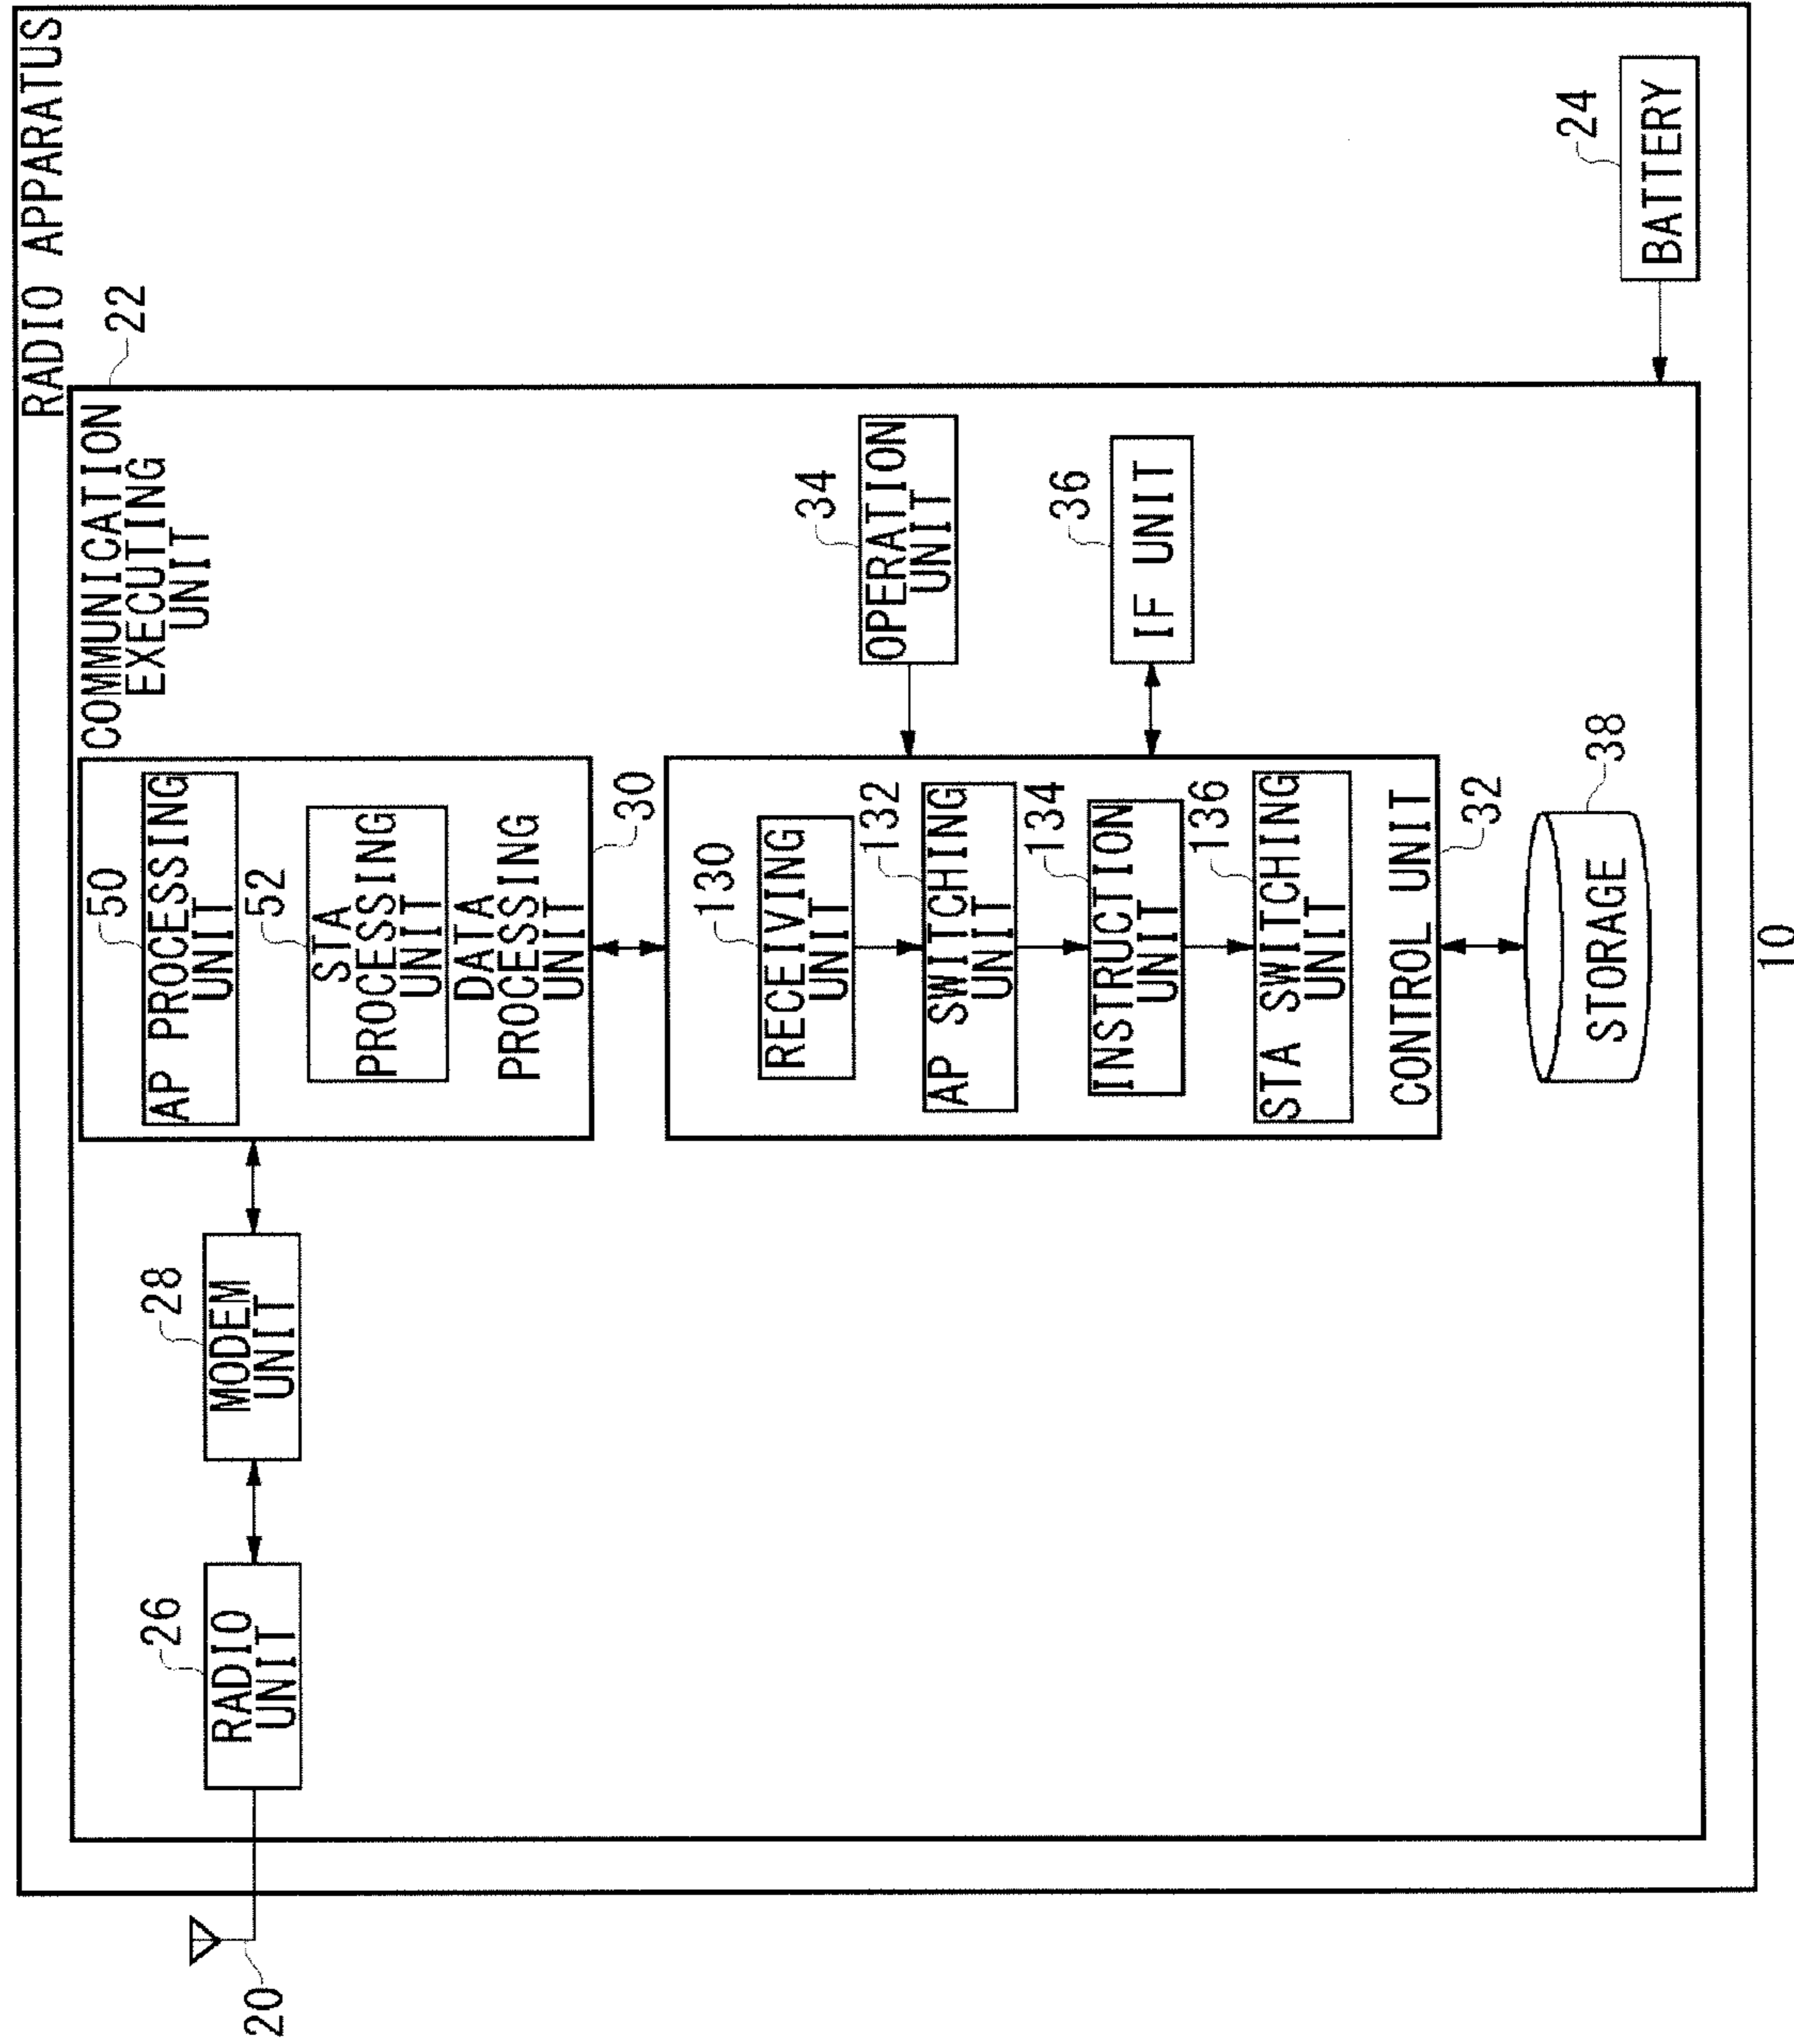 RADIO APPARATUS
22
COMMUNICATION
EXECUTING
UNIT
20
26
RADIO
UNIT
28
MODEM
UNIT
50
AP PROCESSING
UNIT
52
STA
PROCESSING
UNIT
DATA
PROCESSING
UNIT
30
34
OPERATION
UNIT
130
RECEIVING
UNIT
132
AP SWITCHING
UNIT
134
INSTRUCTION
UNIT
136
STA SWITCHING
UNIT
CONTROL UNIT
32
36
IF UNIT
38
STORAGE
24
BATTERY
10